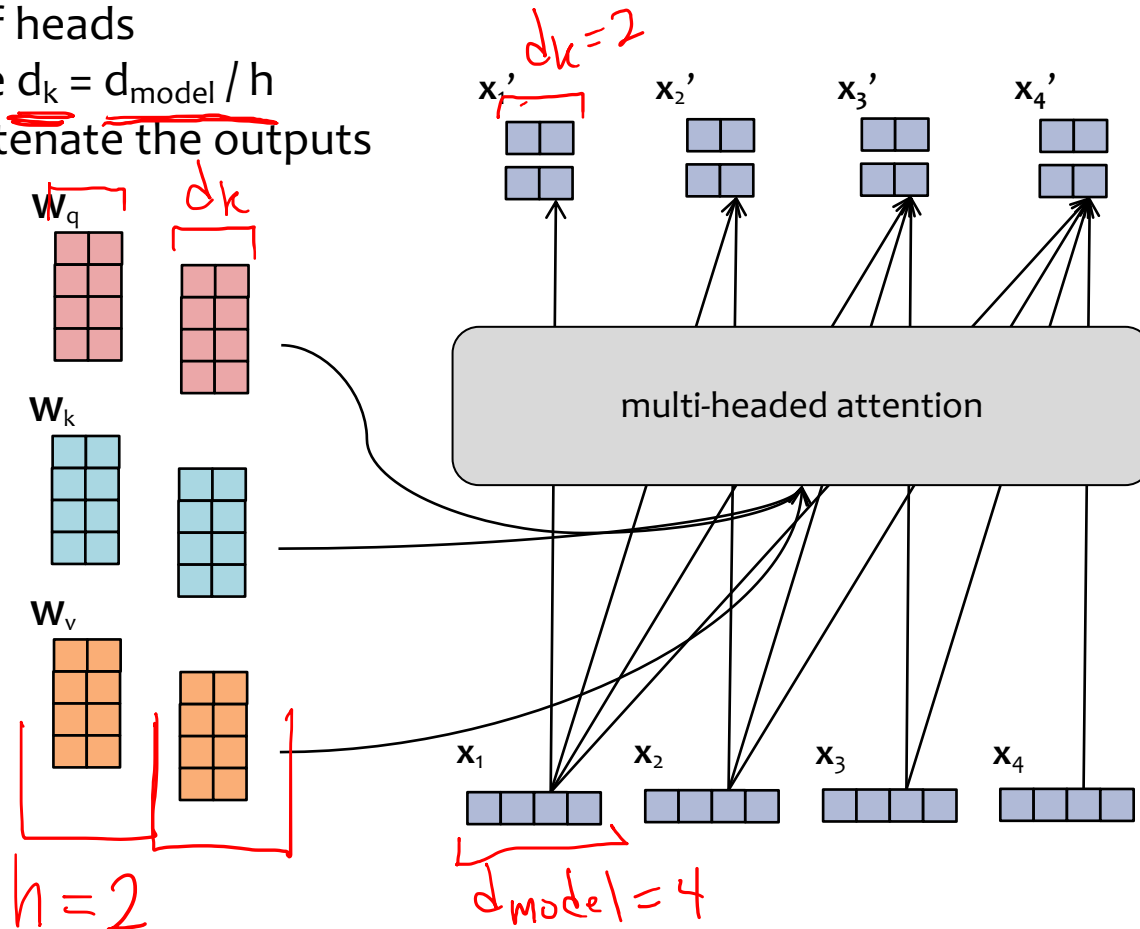 f heads
e dk = dmodel / h
tenate the outputs
dk=2
x1' x2' x3' x4'
Wq
dk
Wk
multi-headed attention
Wv
x1 x2 x3 x4
h=2
dmodel=4